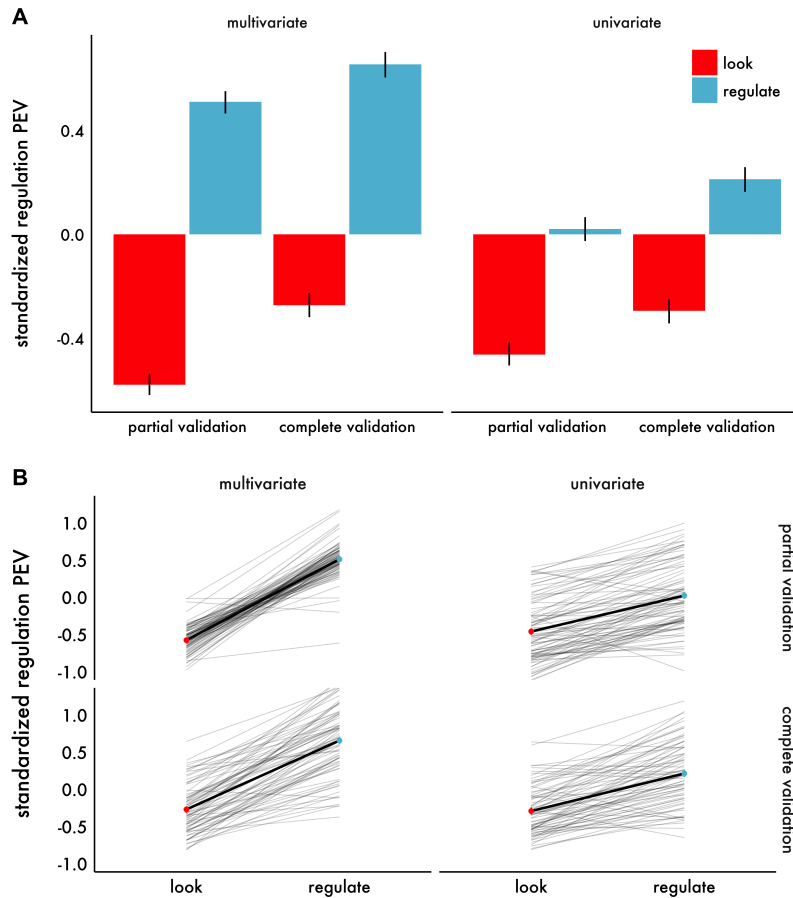 A
multivariate
univariate
look
regulate
standardized regulation PEV
0.4
0.0
-0.4
partial validation
complete validation
partial validation
complete validation
B
multivariate
univariate
standardized regulation PEV
1.0
0.5
0.0
-0.5
-1.0
partial validation
1.0
0.5
0.0
-0.5
-1.0
complete validation
look
regulate
look
regulate